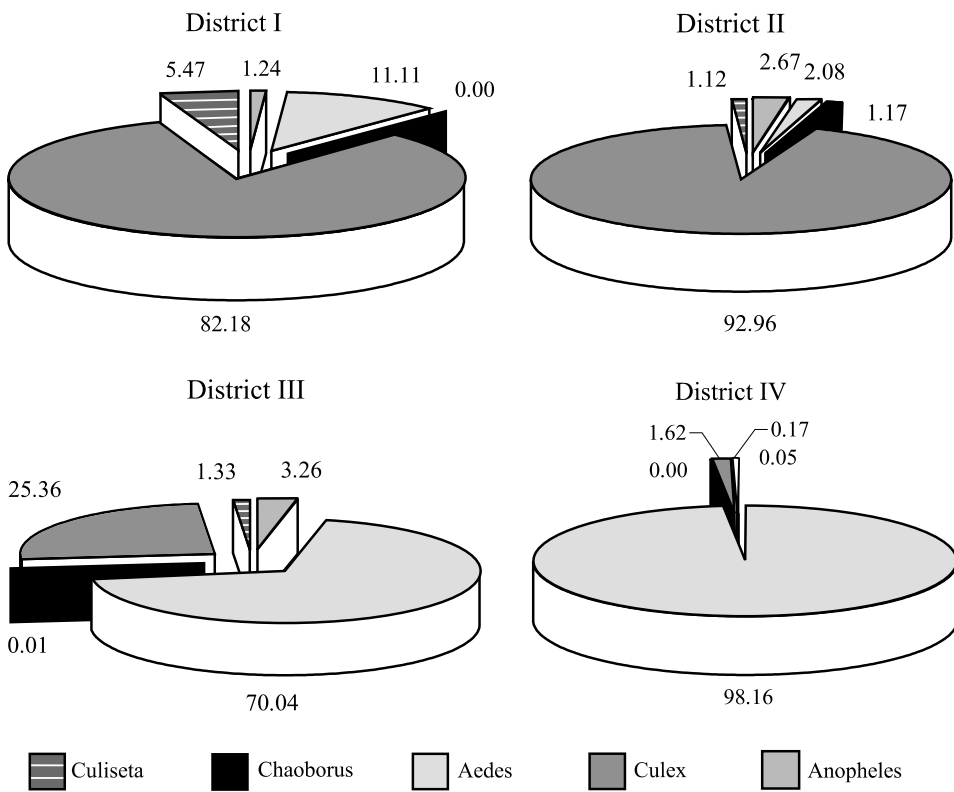 District I
5.47
1.24
11.11
0.00
82.18
District II
1.12
2.67
2.08
1.17
92.96
District III
25.36
1.33
3.26
0.01
70.04
District IV
1.62
0.17
0.00
0.05
98.16
Culiseta
Chaoborus
Aedes
Culex
Anopheles